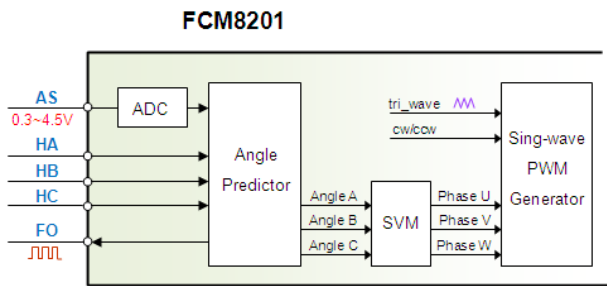 FCM8201
AS
0.3~4.5V
HA
HB
HC
FO
ADC
Angle
Predictor
Angle A
Angle B
Angle C
SVM
tri_wave
cw/ccw
Phase U
Phase V
Phase W
Sing-wave
PWM
Generator